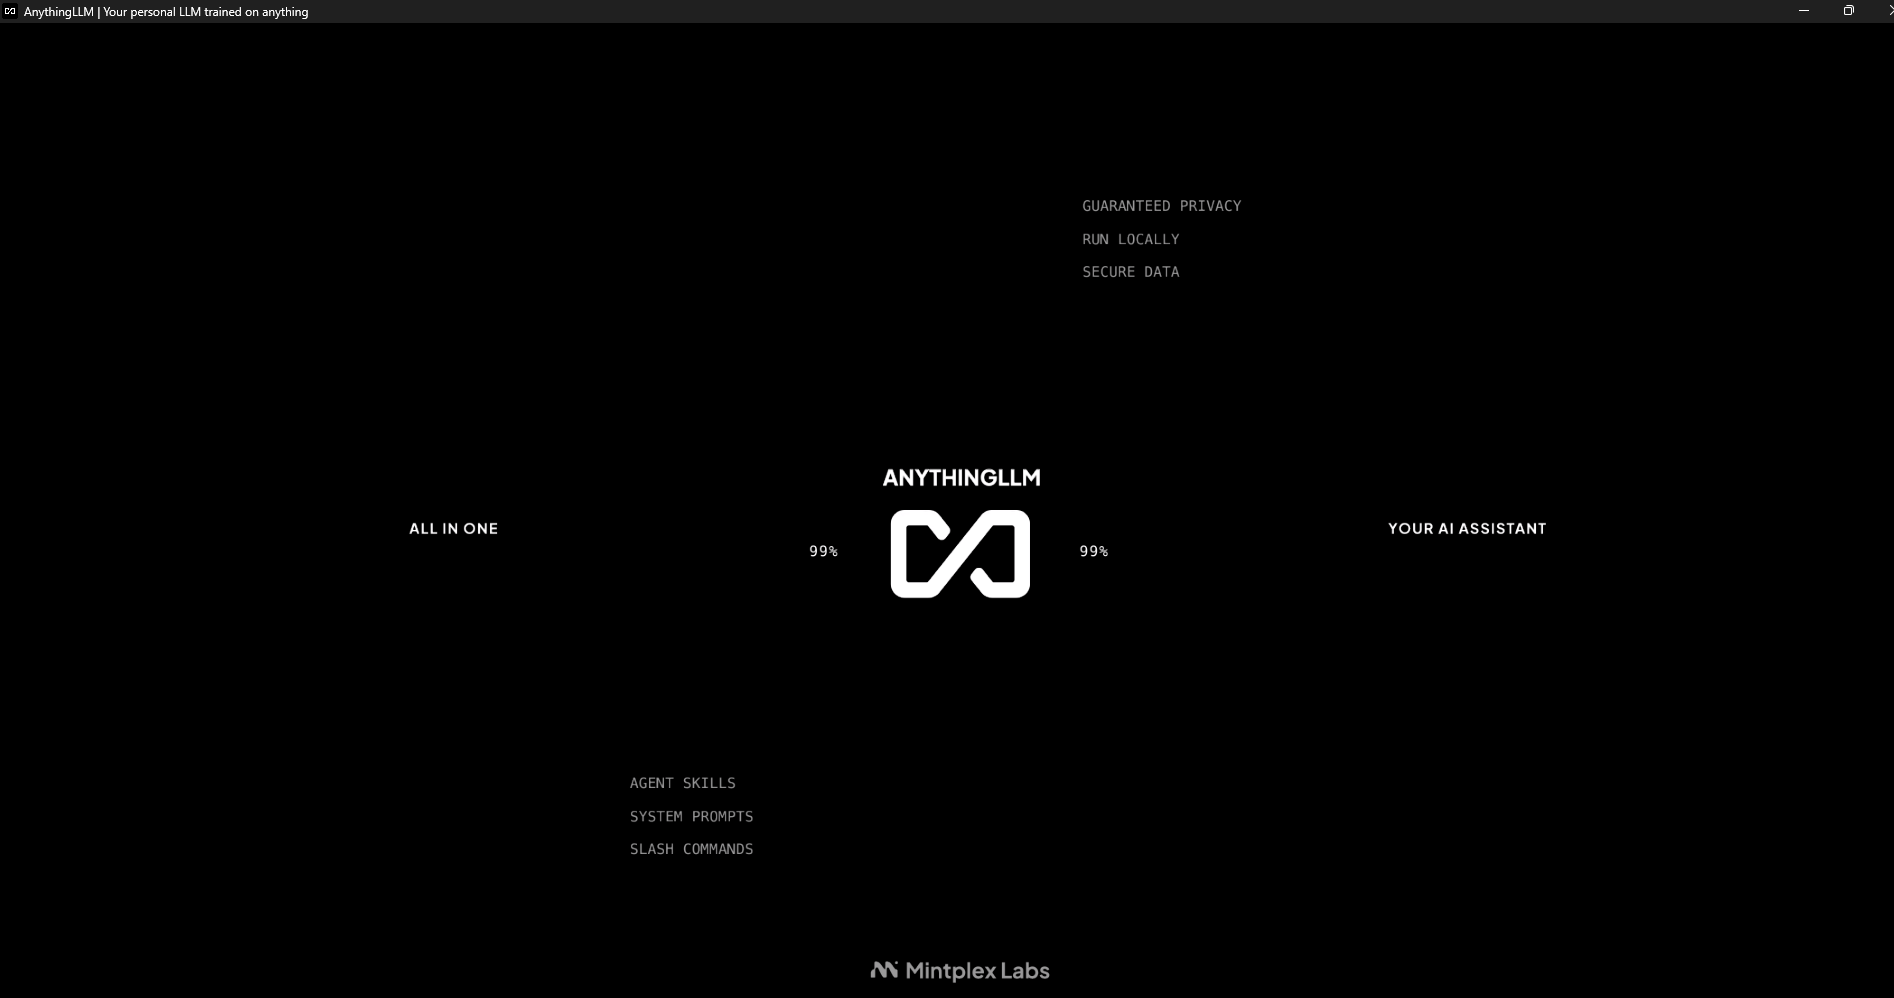 AnythingLLM | Your personal LLM trained on anything
GUARANTEED PRIVACY
RUN LOCALLY
SECURE DATA
ANYTHINGLLM
ALL IN ONE
99%
99%
YOUR AI ASSISTANT
AGENT SKILLS
SYSTEM PROMPTS
SLASH COMMANDS
Mintplex Labs